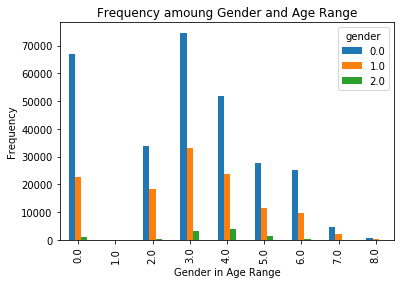 Frequency amoung Gender and Age Range
gender
0.0
1.0
2.0
Frequency
70000
60000
50000
40000
30000
20000
10000
0
0.0 1.0 2.0 3.0 4.0 5.0 6.0 7.0 8.0
Gender in Age Range